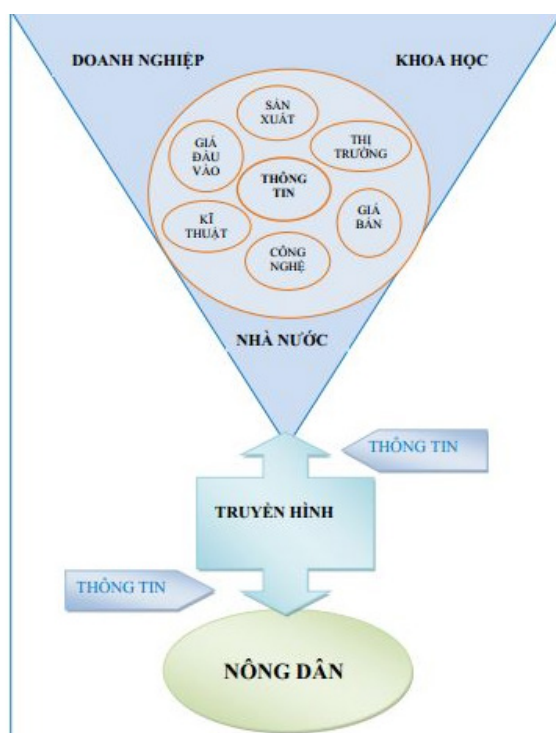 DOANH NGHIỆP
KHOA HỌC
SẢN
XUẤT
GIÁ
ĐẦU
VÀO
THỊ
TRƯỜNG
THÔNG
TIN
KĨ
THUẬT
GIÁ
BÁN
CÔNG
NGHỆ
NHÀ NƯỚC
THÔNG TIN
TRUYỀN HÌNH
THÔNG TIN
NÔNG DÂN